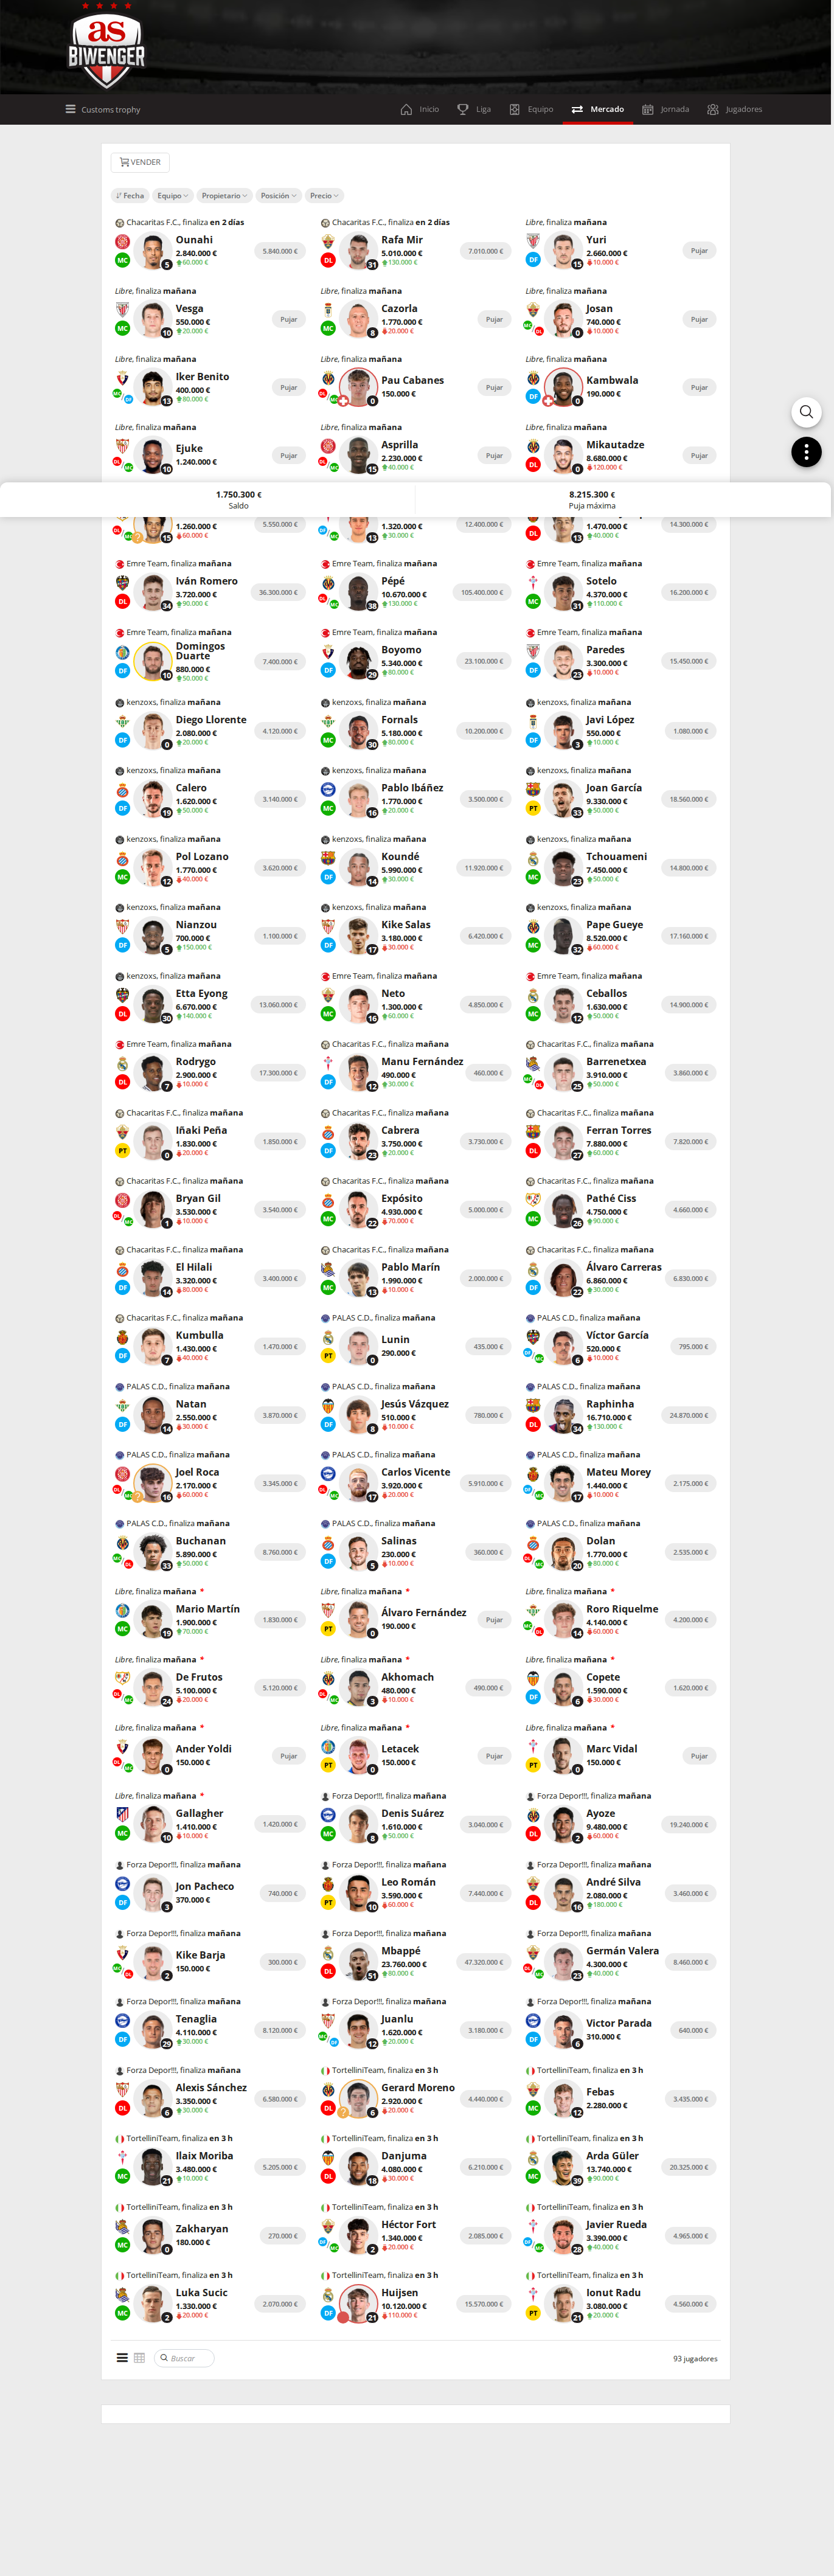 as
BIWENGER
Customs trophy
Inicio
Liga
Equipo
Mercado
Jornada
Jugadores
VENDER
Fecha
Equipo
Propietario
Posición
Precio
Chacaritas F.C., finaliza en 2 días
MC
5
Ounahi
2.840.000 €
60.000 €
5.840.000 €
Chacaritas F.C., finaliza en 2 días
DL
31
Rafa Mir
5.010.000 €
130.000 €
7.010.000 €
Libre, finaliza mañana
DF
15
Yuri
2.660.000 €
10.000 €
Pujar
Libre, finaliza mañana
MC
10
Vesga
550.000 €
20.000 €
Pujar
Libre, finaliza mañana
MC
8
Cazorla
1.770.000 €
20.000 €
Pujar
Libre, finaliza mañana
MC
DL
0
Josan
740.000 €
10.000 €
Pujar
Libre, finaliza mañana
MC
DF
13
Iker Benito
400.000 €
80.000 €
Pujar
Libre, finaliza mañana
DL
MC
0
Pau Cabanes
150.000 €
Pujar
Libre, finaliza mañana
DF
0
Kambwala
190.000 €
Pujar
Libre, finaliza mañana
DL
MC
10
Ejuke
1.240.000 €
Pujar
Libre, finaliza mañana
DL
MC
15
Asprilla
2.230.000 €
40.000 €
Pujar
Libre, finaliza mañana
DL
0
Mikautadze
8.680.000 €
120.000 €
Pujar
1.750.300 €
Saldo
8.215.300 €
Puja máxima
DL
MC
?
15
1.260.000 €
60.000 €
5.550.000 €
DF
MC
13
1.320.000 €
30.000 €
12.400.000 €
DL
13
1.470.000 €
40.000 €
14.300.000 €
Emre Team, finaliza mañana
DL
34
Iván Romero
3.720.000 €
90.000 €
36.300.000 €
Emre Team, finaliza mañana
DL
MC
38
Pépé
10.670.000 €
130.000 €
105.400.000 €
Emre Team, finaliza mañana
MC
31
Sotelo
4.370.000 €
110.000 €
16.200.000 €
Emre Team, finaliza mañana
DF
10
Domingos
Duarte
880.000 €
50.000 €
7.400.000 €
Emre Team, finaliza mañana
DF
29
Boyomo
5.340.000 €
80.000 €
23.100.000 €
Emre Team, finaliza mañana
DF
23
Paredes
3.300.000 €
10.000 €
15.450.000 €
kenzoxs, finaliza mañana
DF
0
Diego Llorente
2.080.000 €
20.000 €
4.120.000 €
kenzoxs, finaliza mañana
MC
30
Fornals
5.180.000 €
80.000 €
10.200.000 €
kenzoxs, finaliza mañana
DF
3
Javi López
550.000 €
10.000 €
1.080.000 €
kenzoxs, finaliza mañana
DF
19
Calero
1.620.000 €
50.000 €
3.140.000 €
kenzoxs, finaliza mañana
MC
16
Pablo Ibáñez
1.770.000 €
20.000 €
3.500.000 €
kenzoxs, finaliza mañana
PT
33
Joan García
9.330.000 €
50.000 €
18.560.000 €
kenzoxs, finaliza mañana
MC
12
Pol Lozano
1.770.000 €
40.000 €
3.620.000 €
kenzoxs, finaliza mañana
DF
14
Koundé
5.990.000 €
30.000 €
11.920.000 €
kenzoxs, finaliza mañana
MC
23
Tchouameni
7.450.000 €
50.000 €
14.800.000 €
kenzoxs, finaliza mañana
DF
5
Nianzou
700.000 €
150.000 €
1.100.000 €
kenzoxs, finaliza mañana
DF
17
Kike Salas
3.180.000 €
30.000 €
6.420.000 €
kenzoxs, finaliza mañana
MC
32
Pape Gueye
8.520.000 €
60.000 €
17.160.000 €
kenzoxs, finaliza mañana
DL
30
Etta Eyong
6.670.000 €
140.000 €
13.060.000 €
Emre Team, finaliza mañana
MC
16
Neto
1.300.000 €
60.000 €
4.850.000 €
Emre Team, finaliza mañana
MC
12
Ceballos
1.630.000 €
50.000 €
14.900.000 €
Emre Team, finaliza mañana
DL
7
Rodrygo
2.900.000 €
10.000 €
17.300.000 €
Chacaritas F.C., finaliza mañana
DF
12
Manu Fernández
490.000 €
30.000 €
460.000 €
Chacaritas F.C., finaliza mañana
MC
DL
25
Barrenetxea
3.910.000 €
50.000 €
3.860.000 €
Chacaritas F.C., finaliza mañana
PT
0
Iñaki Peña
1.830.000 €
20.000 €
1.850.000 €
Chacaritas F.C., finaliza mañana
DF
23
Cabrera
3.750.000 €
20.000 €
3.730.000 €
Chacaritas F.C., finaliza mañana
DL
27
Ferran Torres
7.880.000 €
60.000 €
7.820.000 €
Chacaritas F.C., finaliza mañana
DL
MC
1
Bryan Gil
3.530.000 €
10.000 €
3.540.000 €
Chacaritas F.C., finaliza mañana
MC
22
Expósito
4.930.000 €
70.000 €
5.000.000 €
Chacaritas F.C., finaliza mañana
MC
26
Pathé Ciss
4.750.000 €
90.000 €
4.660.000 €
Chacaritas F.C., finaliza mañana
DF
14
El Hilali
3.320.000 €
80.000 €
3.400.000 €
Chacaritas F.C., finaliza mañana
MC
13
Pablo Marín
1.990.000 €
10.000 €
2.000.000 €
Chacaritas F.C., finaliza mañana
DF
22
Álvaro Carreras
6.860.000 €
30.000 €
6.830.000 €
Chacaritas F.C., finaliza mañana
DF
7
Kumbulla
1.430.000 €
40.000 €
1.470.000 €
PALAS C.D., finaliza mañana
PT
0
Lunin
290.000 €
435.000 €
PALAS C.D., finaliza mañana
DF
MC
6
Víctor García
520.000 €
10.000 €
795.000 €
PALAS C.D., finaliza mañana
DF
14
Natan
2.550.000 €
30.000 €
3.870.000 €
PALAS C.D., finaliza mañana
DF
8
Jesús Vázquez
510.000 €
10.000 €
780.000 €
PALAS C.D., finaliza mañana
DL
34
Raphinha
16.710.000 €
130.000 €
24.870.000 €
PALAS C.D., finaliza mañana
DL
MC
?
16
Joel Roca
2.170.000 €
60.000 €
3.345.000 €
PALAS C.D., finaliza mañana
DL
MC
17
Carlos Vicente
3.920.000 €
20.000 €
5.910.000 €
PALAS C.D., finaliza mañana
DF
MC
17
Mateu Morey
1.440.000 €
10.000 €
2.175.000 €
PALAS C.D., finaliza mañana
MC
DL
33
Buchanan
5.890.000 €
50.000 €
8.760.000 €
PALAS C.D., finaliza mañana
DF
5
Salinas
230.000 €
10.000 €
360.000 €
PALAS C.D., finaliza mañana
DL
MC
20
Dolan
1.770.000 €
80.000 €
2.535.000 €
Libre, finaliza mañana *
MC
19
Mario Martín
1.900.000 €
70.000 €
1.830.000 €
Libre, finaliza mañana *
PT
0
Álvaro Fernández
190.000 €
Pujar
Libre, finaliza mañana *
MC
DL
14
Roro Riquelme
4.140.000 €
60.000 €
4.200.000 €
Libre, finaliza mañana *
DL
MC
24
De Frutos
5.100.000 €
20.000 €
5.120.000 €
Libre, finaliza mañana *
DL
MC
3
Akhomach
480.000 €
10.000 €
490.000 €
Libre, finaliza mañana *
DF
6
Copete
1.590.000 €
30.000 €
1.620.000 €
Libre, finaliza mañana *
DL
MC
0
Ander Yoldi
150.000 €
Pujar
Libre, finaliza mañana *
PT
0
Letacek
150.000 €
Pujar
Libre, finaliza mañana *
PT
0
Marc Vidal
150.000 €
Pujar
Libre, finaliza mañana *
MC
10
Gallagher
1.410.000 €
10.000 €
1.420.000 €
Forza Depor!!!, finaliza mañana
MC
8
Denis Suárez
1.610.000 €
50.000 €
3.040.000 €
Forza Depor!!!, finaliza mañana
DL
2
Ayoze
9.480.000 €
60.000 €
19.240.000 €
Forza Depor!!!, finaliza mañana
DF
3
Jon Pacheco
370.000 €
740.000 €
Forza Depor!!!, finaliza mañana
PT
10
Leo Román
3.590.000 €
60.000 €
7.440.000 €
Forza Depor!!!, finaliza mañana
DL
16
André Silva
2.080.000 €
180.000 €
3.460.000 €
Forza Depor!!!, finaliza mañana
MC
DL
2
Kike Barja
150.000 €
300.000 €
Forza Depor!!!, finaliza mañana
DL
51
Mbappé
23.760.000 €
80.000 €
47.320.000 €
Forza Depor!!!, finaliza mañana
DL
MC
23
Germán Valera
4.300.000 €
40.000 €
8.460.000 €
Forza Depor!!!, finaliza mañana
DF
29
Tenaglia
4.110.000 €
30.000 €
8.120.000 €
Forza Depor!!!, finaliza mañana
MC
DF
12
Juanlu
1.620.000 €
20.000 €
3.180.000 €
Forza Depor!!!, finaliza mañana
DF
6
Victor Parada
310.000 €
640.000 €
Forza Depor!!!, finaliza mañana
DL
6
Alexis Sánchez
3.350.000 €
30.000 €
6.580.000 €
TortelliniTeam, finaliza en 3 h
DL
?
6
Gerard Moreno
2.920.000 €
20.000 €
4.440.000 €
TortelliniTeam, finaliza en 3 h
MC
12
Febas
2.280.000 €
3.435.000 €
TortelliniTeam, finaliza en 3 h
MC
21
Ilaix Moriba
3.480.000 €
10.000 €
5.205.000 €
TortelliniTeam, finaliza en 3 h
DL
18
Danjuma
4.080.000 €
30.000 €
6.210.000 €
TortelliniTeam, finaliza en 3 h
MC
39
Arda Güler
13.740.000 €
90.000 €
20.325.000 €
TortelliniTeam, finaliza en 3 h
MC
0
Zakharyan
180.000 €
270.000 €
TortelliniTeam, finaliza en 3 h
DF
MC
2
Héctor Fort
1.340.000 €
20.000 €
2.085.000 €
TortelliniTeam, finaliza en 3 h
DF
MC
28
Javier Rueda
3.390.000 €
40.000 €
4.965.000 €
TortelliniTeam, finaliza en 3 h
MC
2
Luka Sucic
1.330.000 €
20.000 €
2.070.000 €
TortelliniTeam, finaliza en 3 h
DF
21
Huijsen
10.120.000 €
110.000 €
15.570.000 €
TortelliniTeam, finaliza en 3 h
PT
21
Ionut Radu
3.080.000 €
20.000 €
4.560.000 €
Buscar
93 jugadores